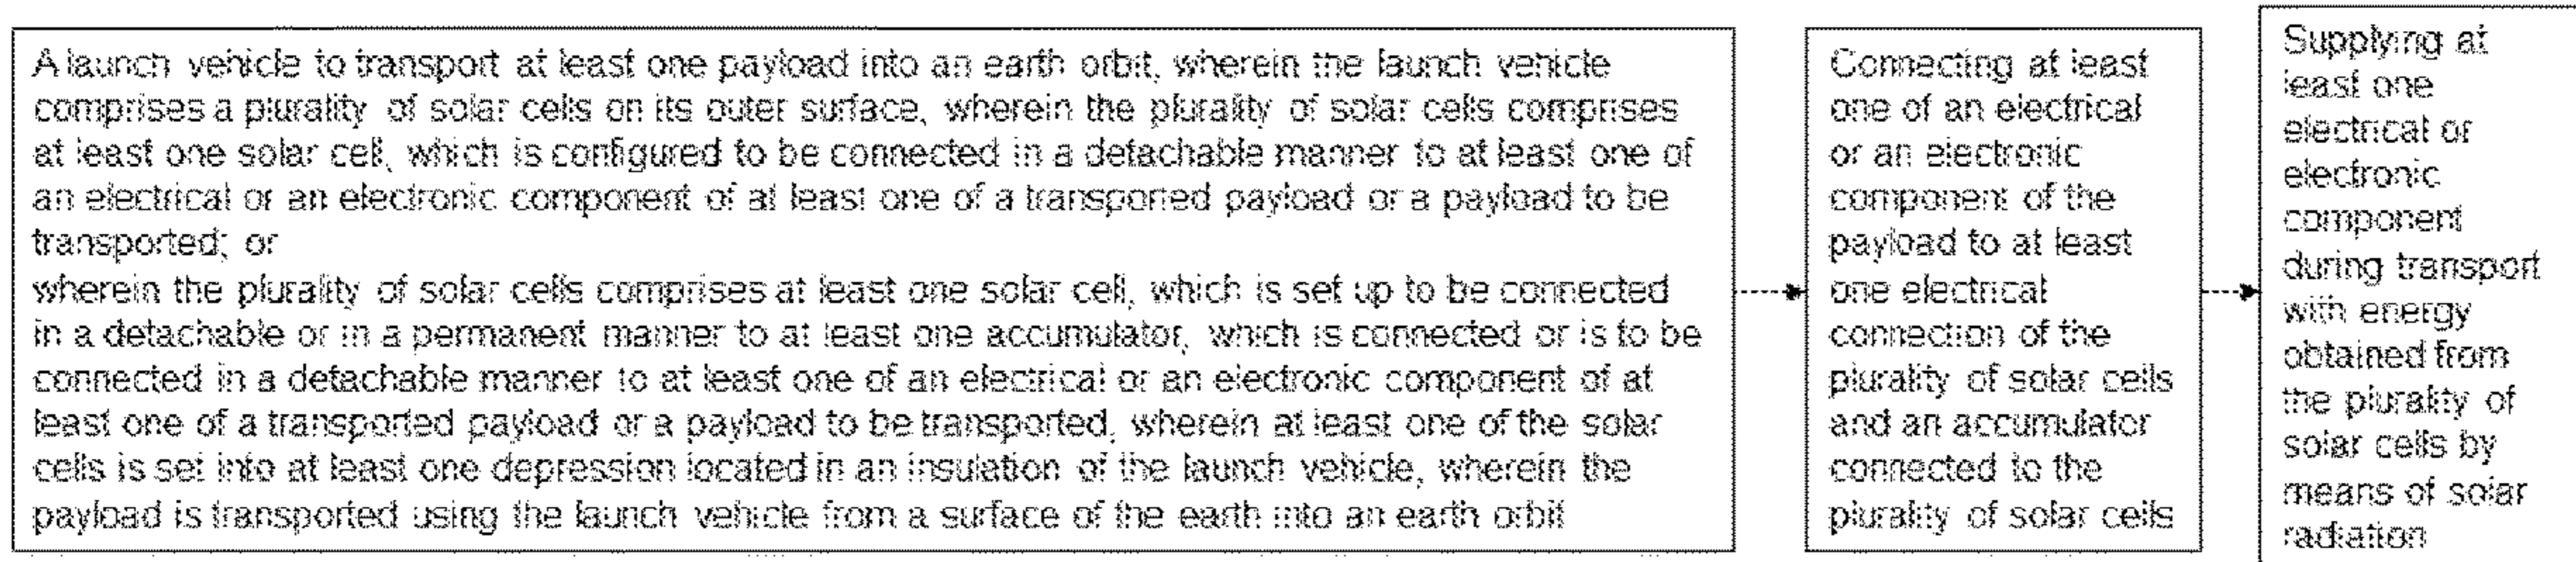 A launch vehicle to transport at least one payload into an earth orbit, wherein the launch vehicle
comprises a plurality of solar cells on its outer surface, wherein the plurality of solar cells comprises
at least one solar cell, which is configured to be connected in a detachable manner to at least one of
an electrical or an electronic component of at least one of a transported payload or a payload to be
transported; or
wherein the plurality of solar cells comprises at least one solar cell, which is set up to be connected
in a detachable or in a permanent manner to at least one accumulator, which is connected or is to be
connected in a detachable manner to at least one of an electrical or an electronic component of at
least one of a transported payload or a payload to be transported, wherein at least one of the solar
cells is set into at least one depression located in an insulation of the launch vehicle, wherein the
payload is transported using the launch vehicle from a surface of the earth into an earth orbit
Connecting at least
one of an electrical
or an electronic
component of the
payload to at least
one electrical
connection of the
plurality of solar cells
and an accumulator
connected to the
plurality of solar cells
Supplying at
least one
electrical or
electronic
component
during transport
with energy
obtained from
the plurality of
solar cells by
means of solar
radiation